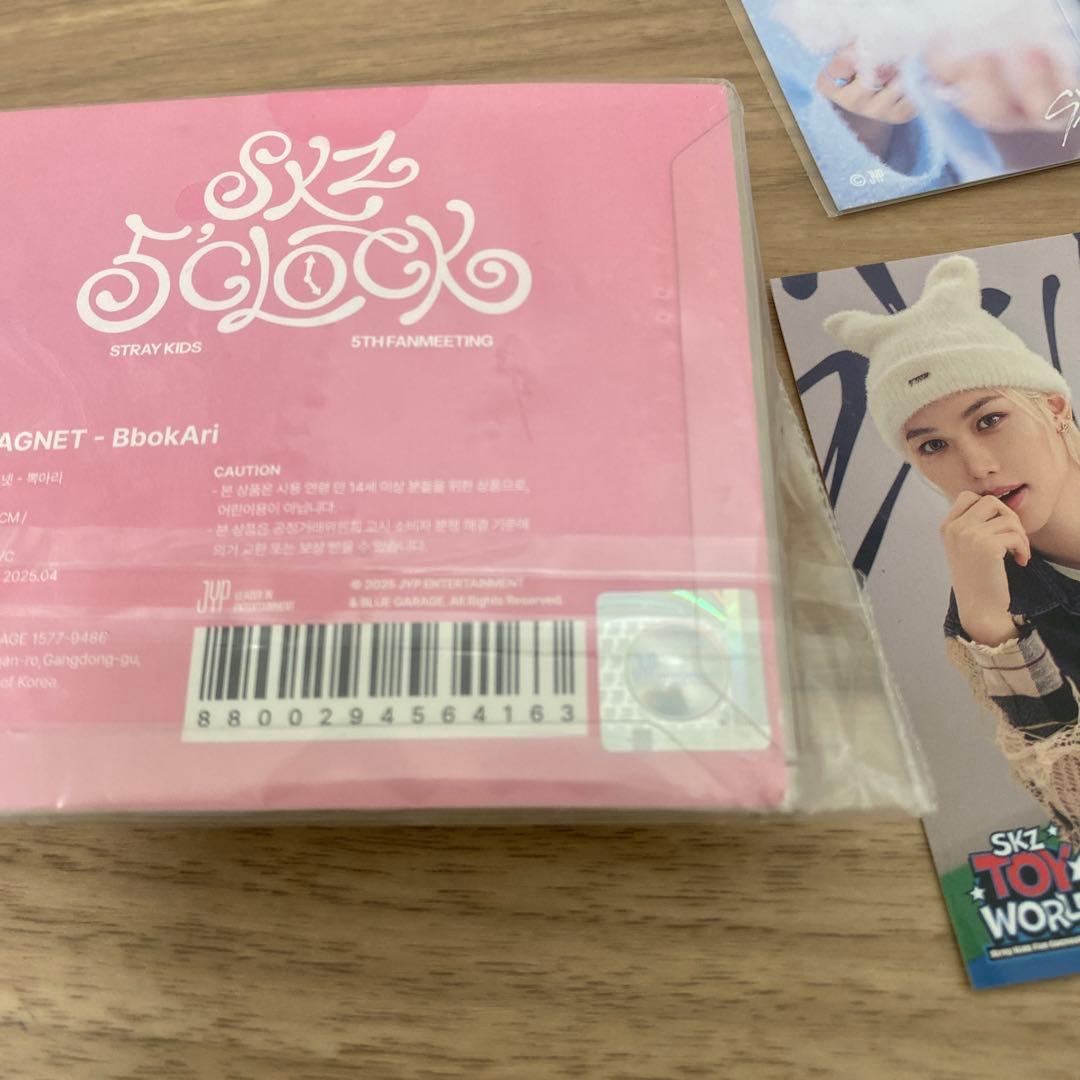 SKZ
5'CLOCK
STRAY KIDS
5TH FANMEETING
AGNET - BbokAri
넷 - 뽁아리
CM /
/C
2025.04
AGE 1577-9486
an-ro, Gangdong-gu,
of Korea
CAUTION
- 본 상품은 사용 연령 만 14세 이상 분들을 위한 상품으로,
어린이용이 아닙니다.
- 본 상품은 공정거래위원회 고시 소비자 분쟁 해결 기준에
의거 교환 또는 보상 받을 수 있습니다.
JYP LEADER IN
ENTERTAINMENT
© 2025 JYP ENTERTAINMENT
& BLUE GARAGE. All Rights Reserved.
8800294564163
© JYP
SKZ
TOY
WORL